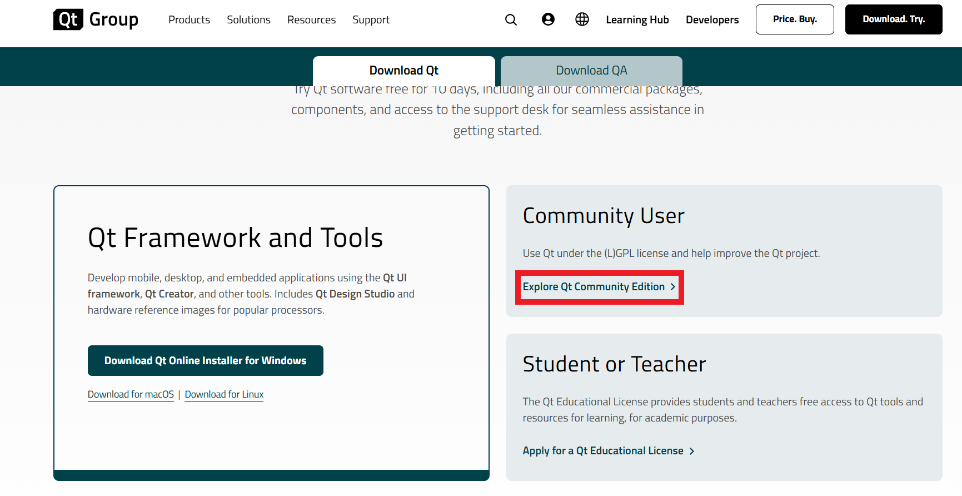 Qt Group
Products Solutions Resources Support
Learning Hub Developers Price. Buy. Download. Try.
Download Qt Download QA
Try Qt software free for 10 days, including all our commercial packages,
components, and access to the support desk for seamless assistance in
getting started.
Qt Framework and Tools
Develop mobile, desktop, and embedded applications using the Qt UI
framework, Qt Creator, and other tools. Includes Qt Design Studio and
hardware reference images for popular processors.
Download Qt Online Installer for Windows
Download for macOS | Download for Linux
Community User
Use Qt under the (L)GPL license and help improve the Qt project.
Explore Qt Community Edition >
Student or Teacher
The Qt Educational License provides students and teachers free access to Qt tools and
resources for learning, for academic purposes.
Apply for a Qt Educational License >